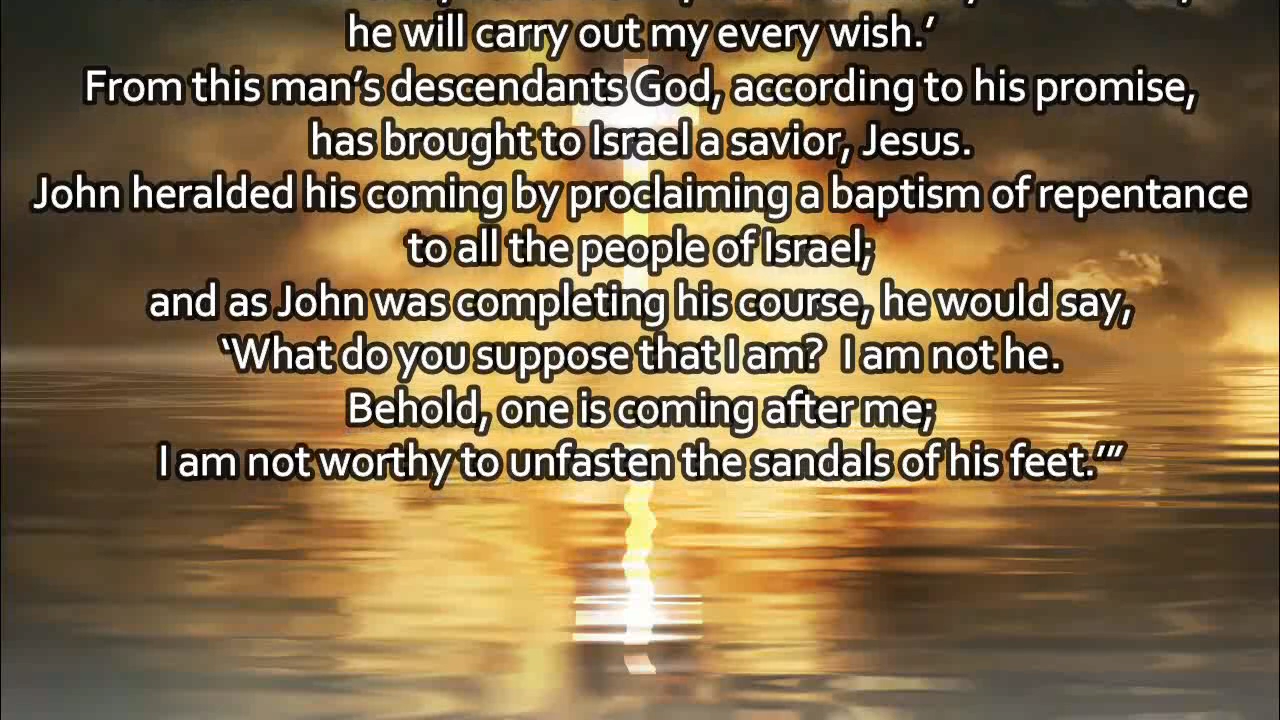 he will carry out my every wish.’
From this man’s descendants God, according to his promise,
has brought to Israel a savior, Jesus.
John heralded his coming by proclaiming a baptism of repentance
to all the people of Israel;
and as John was completing his course, he would say,
‘What do you suppose that I am?  I am not he.
Behold, one is coming after me;
I am not worthy to unfasten the sandals of his feet.’”